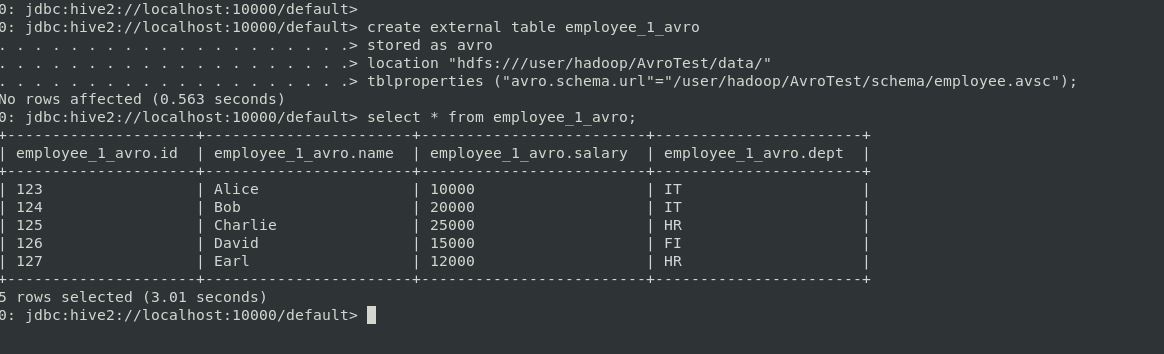 0: jdbc:hive2://localhost:10000/default>
0: jdbc:hive2://localhost:10000/default> create external table employee_1_avro
. . . . . . . . . . . . . . . . . . . .> stored as avro
. . . . . . . . . . . . . . . . . . . .> location "hdfs:///user/hadoop/AvroTest/data/"
. . . . . . . . . . . . . . . . . . . .> tblproperties ("avro.schema.url"="/user/hadoop/AvroTest/schema/employee.avsc");
No rows affected (0.563 seconds)
0: jdbc:hive2://localhost:10000/default> select * from employee_1_avro;
+---------------------+-----------------------+-------------------------+-----------------------+
| employee_1_avro.id  | employee_1_avro.name  | employee_1_avro.salary  | employee_1_avro.dept  |
+---------------------+-----------------------+-------------------------+-----------------------+
| 123                 | Alice                 | 10000                   | IT                    |
| 124                 | Bob                   | 20000                   | IT                    |
| 125                 | Charlie               | 25000                   | HR                    |
| 126                 | David                 | 15000                   | FI                    |
| 127                 | Earl                  | 12000                   | HR                    |
+---------------------+-----------------------+-------------------------+-----------------------+
5 rows selected (3.01 seconds)
0: jdbc:hive2://localhost:10000/default>